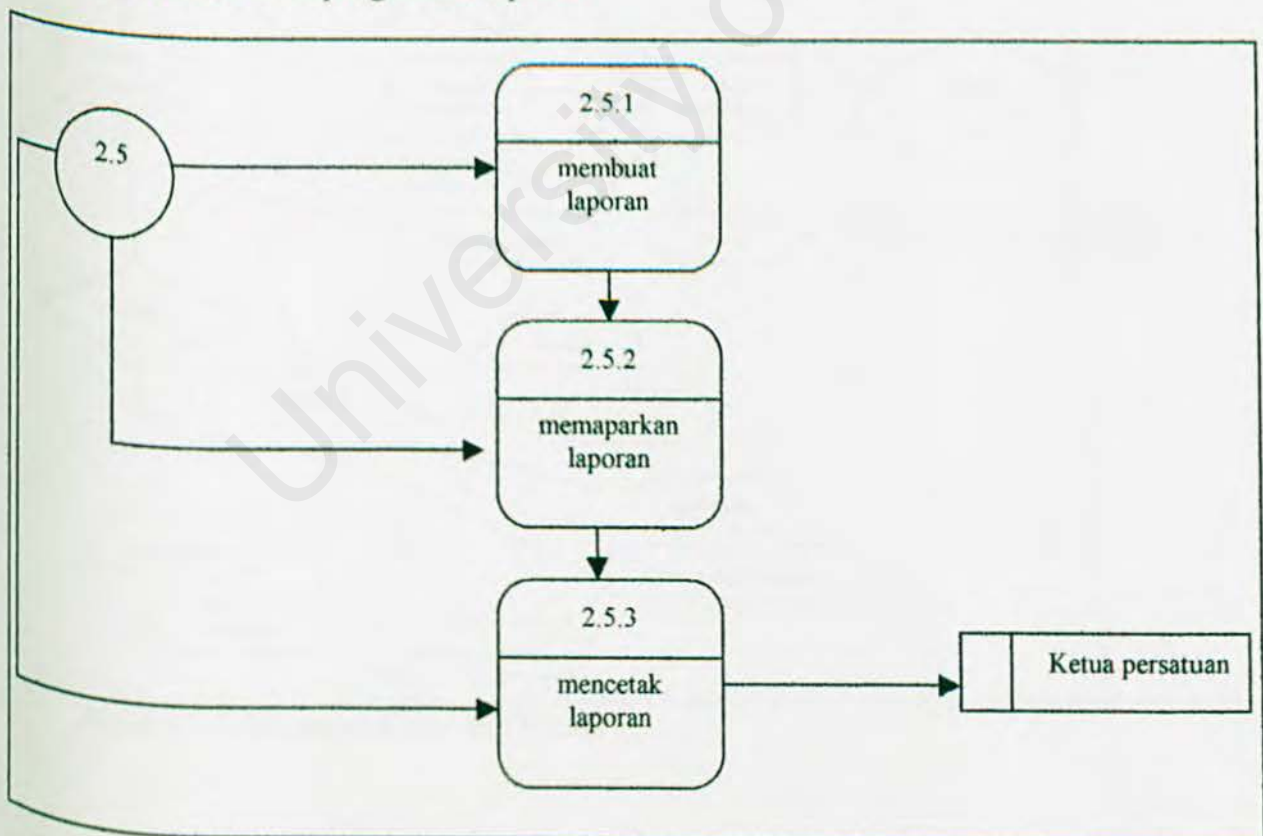 2.5
2.5.1
membuat
laporan
2.5.2
memaparkan
laporan
2.5.3
mencetak
laporan
Ketua persatuan
University o